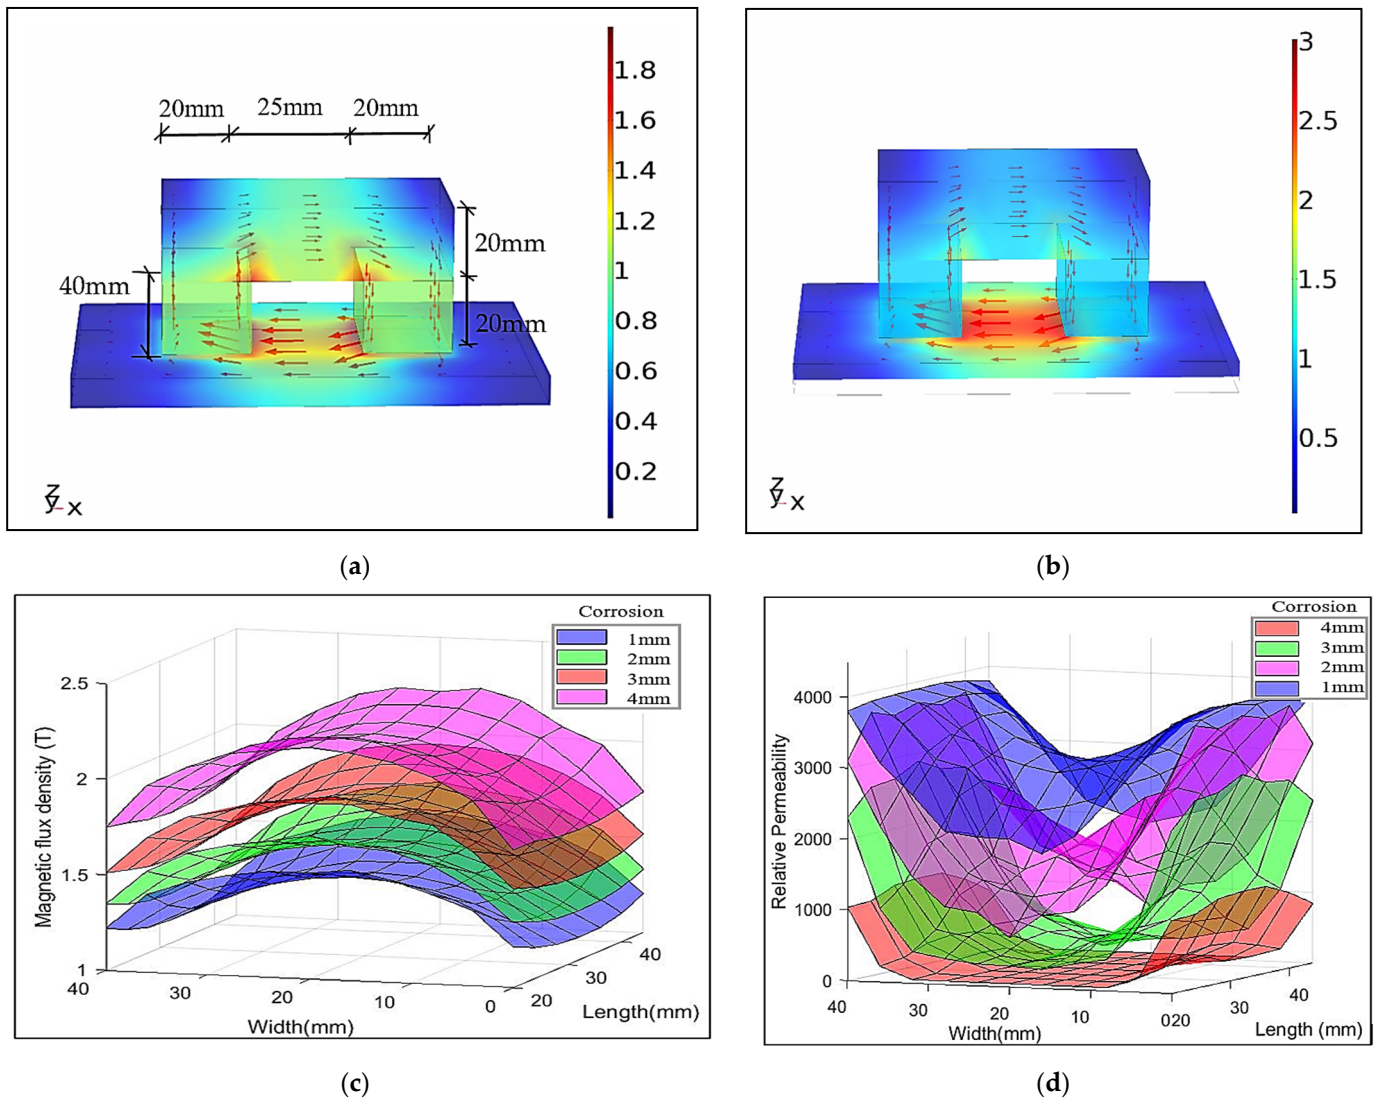 20mm 25mm 20mm
20mm
40mm
20mm
1.8
1.6
1.4
1.2
1
0.8
0.6
0.4
0.2
z
y x
(a)
3
2.5
2
1.5
1
0.5
z
y x
(b)
Corrosion
1mm
2mm
3mm
4mm
Magnetic flux density (T)
2.5
2
1.5
1
40 30 20 10 0
Width(mm)
20 30 40
Length(mm)
(c)
Corrosion
4mm
3mm
2mm
1mm
Relative Permeability
4000
3000
2000
1000
0
40 30 20 10 020 30 40
Width(mm)
Length (mm)
(d)